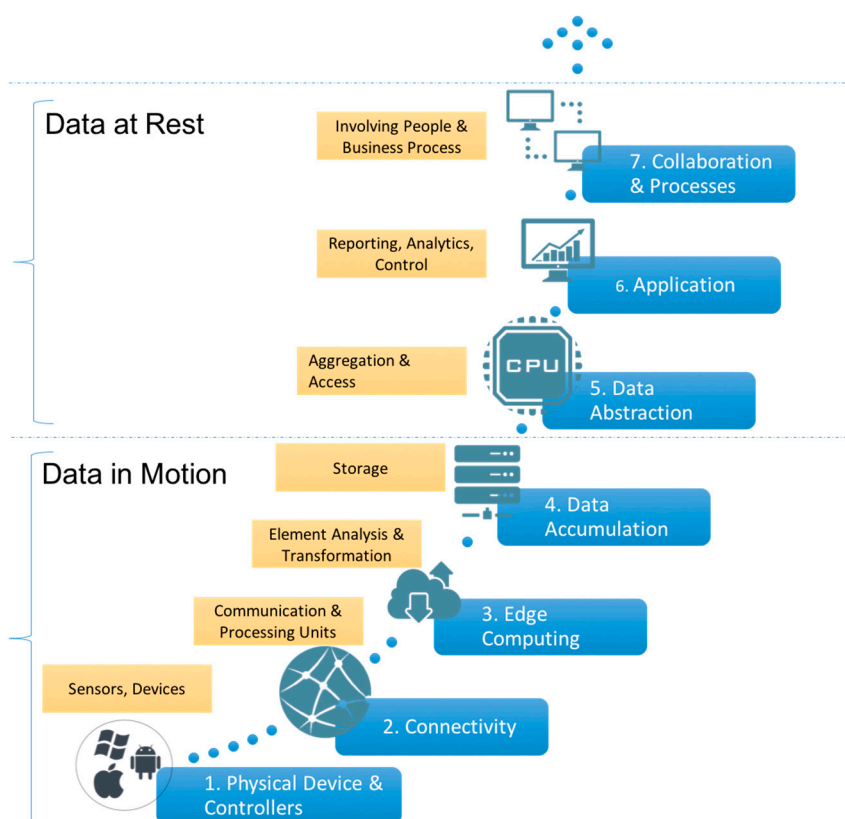 Data at Rest
Involving People &
Business Process
7. Collaboration
& Processes
Reporting, Analytics,
Control
6. Application
Aggregation &
Access
CPU
5. Data
Abstraction
Data in Motion
Storage
4. Data
Accumulation
Element Analysis &
Transformation
3. Edge
Computing
Communication &
Processing Units
2. Connectivity
Sensors, Devices
1. Physical Device &
Controllers